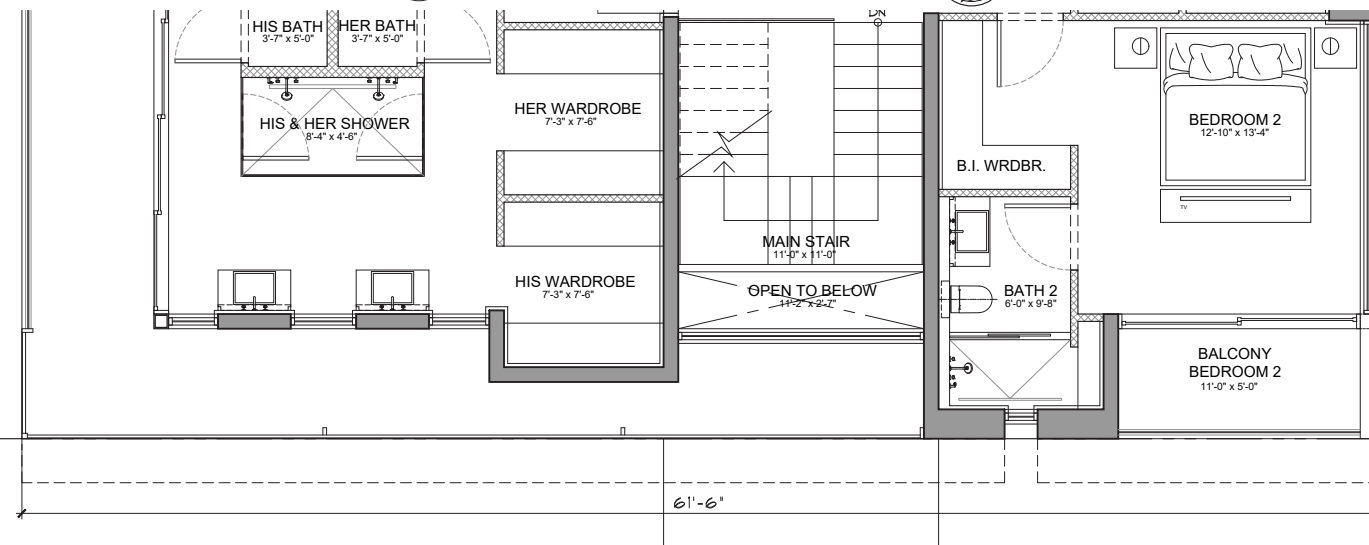 DN
HIS BATH
3'-7" x 5'-0"
HER BATH
3'-7" x 5'-0"
HER WARDROBE
7'-3" x 7'-6"
HIS & HER SHOWER
8'-4" x 4'-6"
BEDROOM 2
12'-10" x 13'-4"
B.I. WRDBR.
TV
MAIN STAIR
11'-0" x 11'-0"
HIS WARDROBE
7'-3" x 7'-6"
OPEN TO BELOW
11'-2" x 2'-7"
BATH 2
6'-0" x 9'-8"
BALCONY
BEDROOM 2
11'-0" x 5'-0"
61'-6"